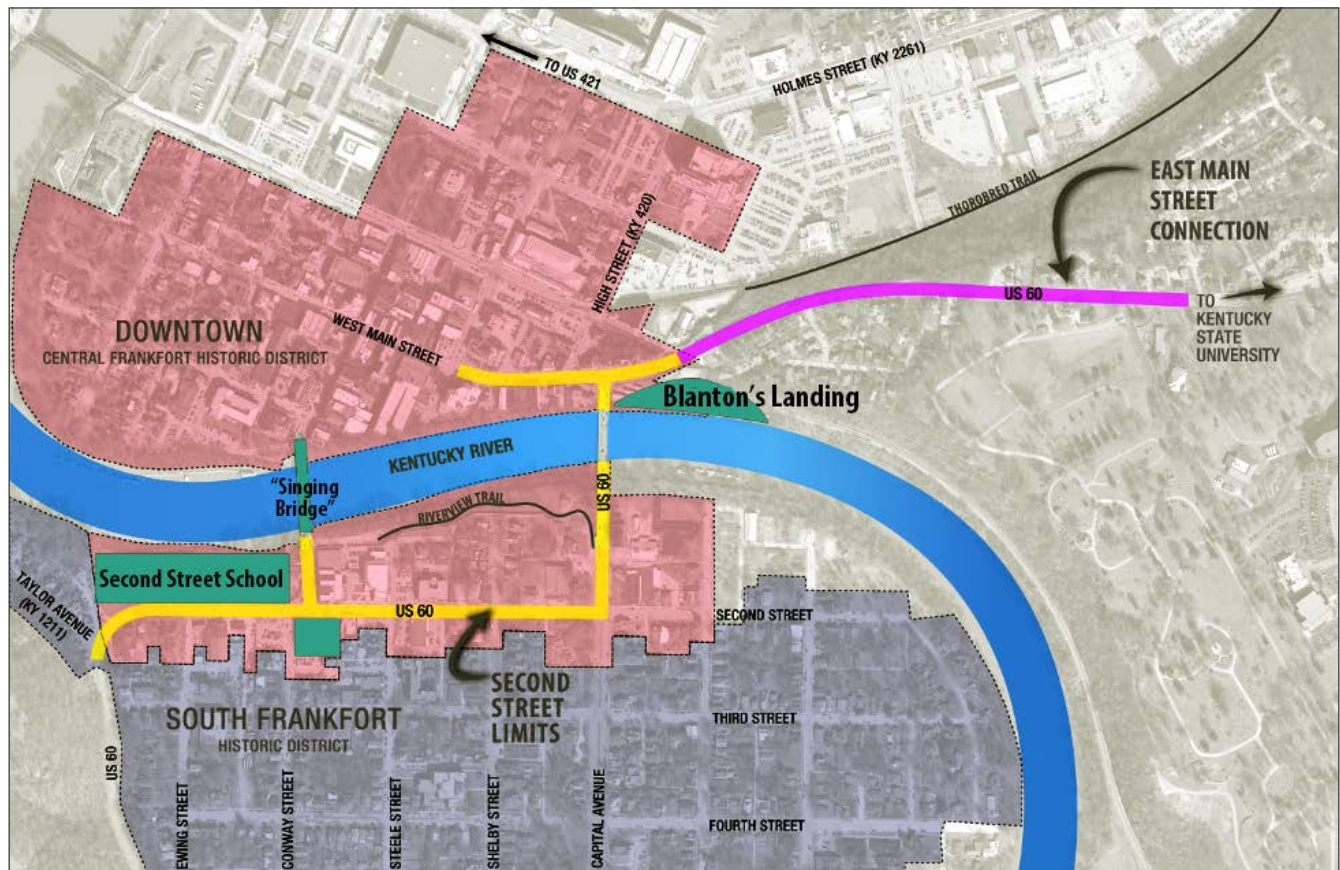 TO US 421
HOLMES STREET (KY 2261)
THOROBRED TRAIL
EAST MAIN
STREET
CONNECTION
HIGH STREET (KY 420)
US 60
TO
KENTUCKY
STATE
UNIVERSITY
WEST MAIN STREET
DOWNTOWN
CENTRAL FRANKFORT HISTORIC DISTRICT
Blanton's Landing
KENTUCKY RIVER
"Singing
Bridge"
US 60
RIVERVIEW TRAIL
Second Street School
TAYLOR AVENUE
(KY 1211)
US 60
SECOND STREET
SECOND
STREET
LIMITS
SOUTH FRANKFORT
HISTORIC DISTRICT
THIRD STREET
US 60
EWING STREET
CONWAY STREET
STEELE STREET
SHELBY STREET
CAPITAL AVENUE
FOURTH STREET